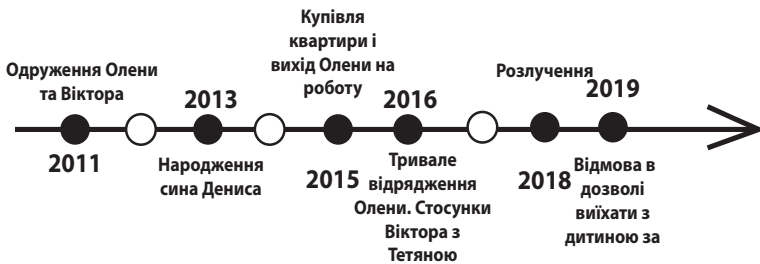 Одруження Олени
та Віктора
2011
2013
Народження
сина Дениса
Купівля
квартири і
вихід Олени на
роботу
2015
2016
Тривале
відрядження
Олени. Стосунки
Віктора з
Тетяною
Розлучення
2018
2019
Відмова в
дозволі
виїхати з
дитиною за